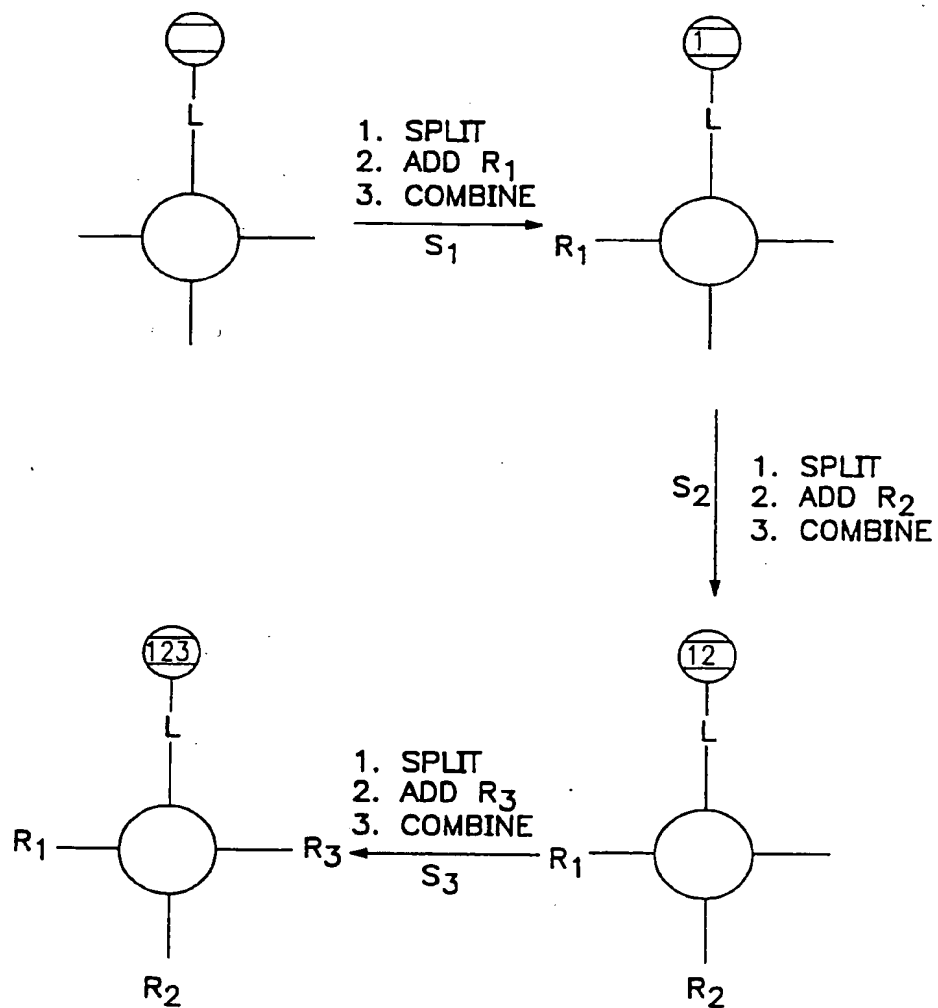 1
L
L
1. SPLIT
2. ADD R₁
3. COMBINE
S₁
R₁
S₂
1. SPLIT
2. ADD R₂
3. COMBINE
123
12
L
L
1. SPLIT
2. ADD R₃
3. COMBINE
R₁
R₃
S₃
R₁
R₂
R₂